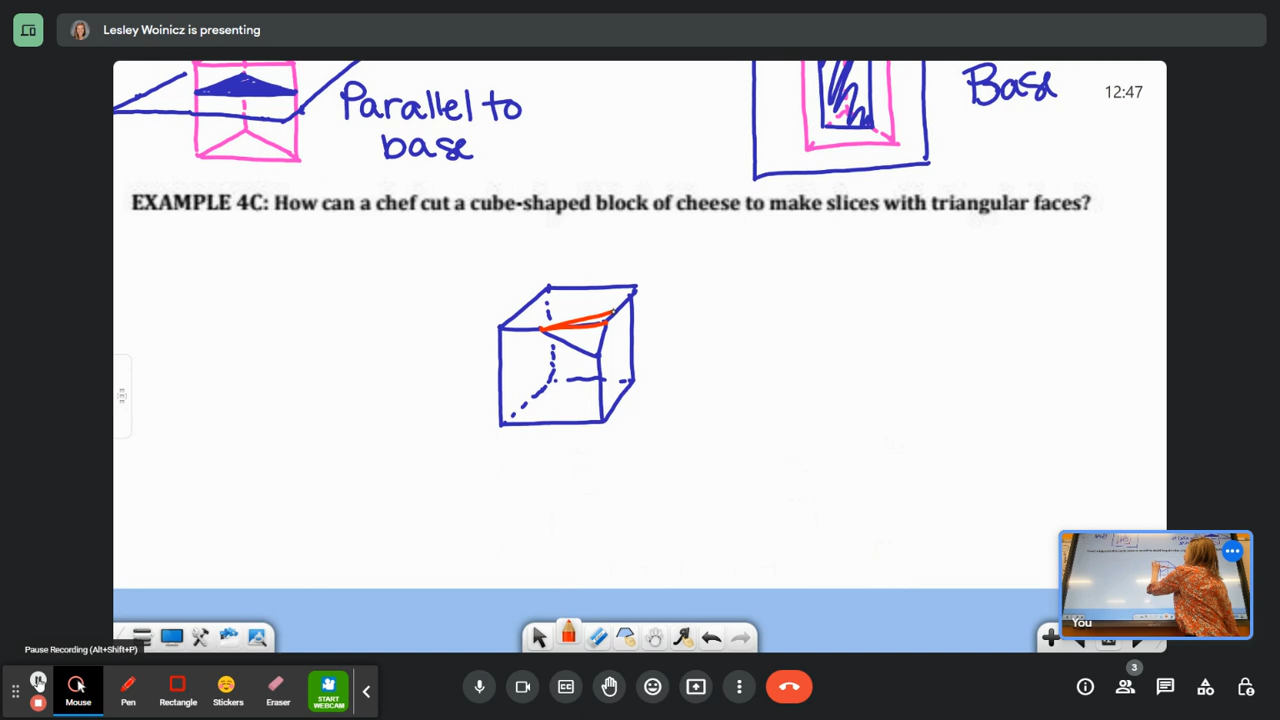 Lesley Woinicz is presenting
Parallel to
base
Base
12:47
EXAMPLE 4C: How can a chef cut a cube-shaped block of cheese to make slices with triangular faces?
You
Pause Recording (Alt+Shift+P)
3
Mouse
Pen
Rectangle
Stickers
Eraser
START
WEBCAM